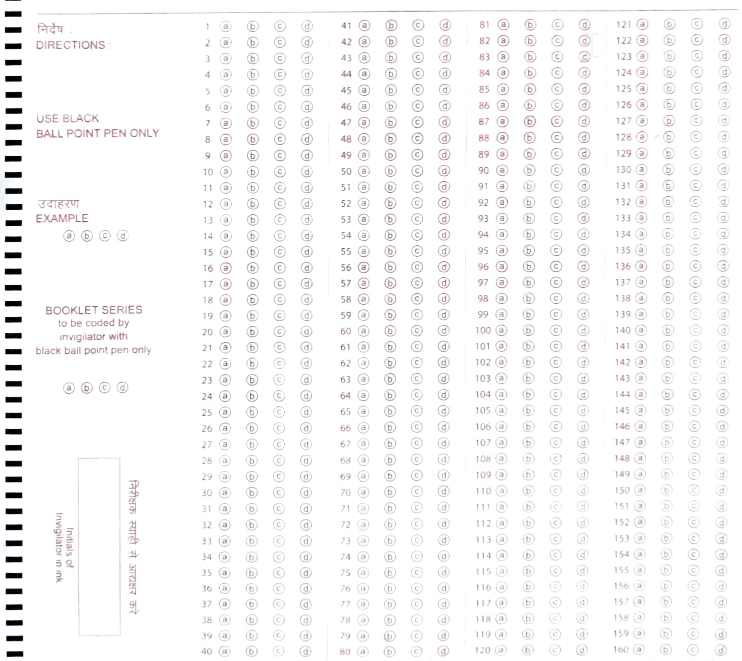 निर्देष :
DIRECTIONS :
USE BLACK
BALL POINT PEN ONLY
उदाहरण
EXAMPLE
ⓐ ⓑ ⓒ ⓓ
BOOKLET SERIES
to be coded by
invigilator with
black ball point pen only
ⓐ ⓑ ⓒ ⓓ
निरीक्षक स्याही से आद्यक्षर करे
Initials of
Invigilator in ink
1 ⓐ ⓑ ⓒ ⓓ 41 ⓐ ⓑ ⓒ ⓓ 81 ⓐ ⓑ ⓒ ⓓ 121 ⓐ ⓑ ⓒ ⓓ
2 ⓐ ⓑ ⓒ ⓓ 42 ⓐ ⓑ ⓒ ⓓ 82 ⓐ ⓑ ⓒ ⓓ 122 ⓐ ⓑ ⓒ ⓓ
3 ⓐ ⓑ ⓒ ⓓ 43 ⓐ ⓑ ⓒ ⓓ 83 ⓐ ⓑ ⓒ ⓓ 123 ⓐ ⓑ ⓒ ⓓ
4 ⓐ ⓑ ⓒ ⓓ 44 ⓐ ⓑ ⓒ ⓓ 84 ⓐ ⓑ ⓒ ⓓ 124 ⓐ ⓑ ⓒ ⓓ
5 ⓐ ⓑ ⓒ ⓓ 45 ⓐ ⓑ ⓒ ⓓ 85 ⓐ ⓑ ⓒ ⓓ 125 ⓐ ⓑ ⓒ ⓓ
6 ⓐ ⓑ ⓒ ⓓ 46 ⓐ ⓑ ⓒ ⓓ 86 ⓐ ⓑ ⓒ ⓓ 126 ⓐ ⓑ ⓒ ⓓ
7 ⓐ ⓑ ⓒ ⓓ 47 ⓐ ⓑ ⓒ ⓓ 87 ⓐ ⓑ ⓒ ⓓ 127 ⓐ ⓑ ⓒ ⓓ
8 ⓐ ⓑ ⓒ ⓓ 48 ⓐ ⓑ ⓒ ⓓ 88 ⓐ ⓑ ⓒ ⓓ 128 ⓐ ⓑ ⓒ ⓓ
9 ⓐ ⓑ ⓒ ⓓ 49 ⓐ ⓑ ⓒ ⓓ 89 ⓐ ⓑ ⓒ ⓓ 129 ⓐ ⓑ ⓒ ⓓ
10 ⓐ ⓑ ⓒ ⓓ 50 ⓐ ⓑ ⓒ ⓓ 90 ⓐ ⓑ ⓒ ⓓ 130 ⓐ ⓑ ⓒ ⓓ
11 ⓐ ⓑ ⓒ ⓓ 51 ⓐ ⓑ ⓒ ⓓ 91 ⓐ ⓑ ⓒ ⓓ 131 ⓐ ⓑ ⓒ ⓓ
12 ⓐ ⓑ ⓒ ⓓ 52 ⓐ ⓑ ⓒ ⓓ 92 ⓐ ⓑ ⓒ ⓓ 132 ⓐ ⓑ ⓒ ⓓ
13 ⓐ ⓑ ⓒ ⓓ 53 ⓐ ⓑ ⓒ ⓓ 93 ⓐ ⓑ ⓒ ⓓ 133 ⓐ ⓑ ⓒ ⓓ
14 ⓐ ⓑ ⓒ ⓓ 54 ⓐ ⓑ ⓒ ⓓ 94 ⓐ ⓑ ⓒ ⓓ 134 ⓐ ⓑ ⓒ ⓓ
15 ⓐ ⓑ ⓒ ⓓ 55 ⓐ ⓑ ⓒ ⓓ 95 ⓐ ⓑ ⓒ ⓓ 135 ⓐ ⓑ ⓒ ⓓ
16 ⓐ ⓑ ⓒ ⓓ 56 ⓐ ⓑ ⓒ ⓓ 96 ⓐ ⓑ ⓒ ⓓ 136 ⓐ ⓑ ⓒ ⓓ
17 ⓐ ⓑ ⓒ ⓓ 57 ⓐ ⓑ ⓒ ⓓ 97 ⓐ ⓑ ⓒ ⓓ 137 ⓐ ⓑ ⓒ ⓓ
18 ⓐ ⓑ ⓒ ⓓ 58 ⓐ ⓑ ⓒ ⓓ 98 ⓐ ⓑ ⓒ ⓓ 138 ⓐ ⓑ ⓒ ⓓ
19 ⓐ ⓑ ⓒ ⓓ 59 ⓐ ⓑ ⓒ ⓓ 99 ⓐ ⓑ ⓒ ⓓ 139 ⓐ ⓑ ⓒ ⓓ
20 ⓐ ⓑ ⓒ ⓓ 60 ⓐ ⓑ ⓒ ⓓ 100 ⓐ ⓑ ⓒ ⓓ 140 ⓐ ⓑ ⓒ ⓓ
21 ⓐ ⓑ ⓒ ⓓ 61 ⓐ ⓑ ⓒ ⓓ 101 ⓐ ⓑ ⓒ ⓓ 141 ⓐ ⓑ ⓒ ⓓ
22 ⓐ ⓑ ⓒ ⓓ 62 ⓐ ⓑ ⓒ ⓓ 102 ⓐ ⓑ ⓒ ⓓ 142 ⓐ ⓑ ⓒ ⓓ
23 ⓐ ⓑ ⓒ ⓓ 63 ⓐ ⓑ ⓒ ⓓ 103 ⓐ ⓑ ⓒ ⓓ 143 ⓐ ⓑ ⓒ ⓓ
24 ⓐ ⓑ ⓒ ⓓ 64 ⓐ ⓑ ⓒ ⓓ 104 ⓐ ⓑ ⓒ ⓓ 144 ⓐ ⓑ ⓒ ⓓ
25 ⓐ ⓑ ⓒ ⓓ 65 ⓐ ⓑ ⓒ ⓓ 105 ⓐ ⓑ ⓒ ⓓ 145 ⓐ ⓑ ⓒ ⓓ
26 ⓐ ⓑ ⓒ ⓓ 66 ⓐ ⓑ ⓒ ⓓ 106 ⓐ ⓑ ⓒ ⓓ 146 ⓐ ⓑ ⓒ ⓓ
27 ⓐ ⓑ ⓒ ⓓ 67 ⓐ ⓑ ⓒ ⓓ 107 ⓐ ⓑ ⓒ ⓓ 147 ⓐ ⓑ ⓒ ⓓ
28 ⓐ ⓑ ⓒ ⓓ 68 ⓐ ⓑ ⓒ ⓓ 108 ⓐ ⓑ ⓒ ⓓ 148 ⓐ ⓑ ⓒ ⓓ
29 ⓐ ⓑ ⓒ ⓓ 69 ⓐ ⓑ ⓒ ⓓ 109 ⓐ ⓑ ⓒ ⓓ 149 ⓐ ⓑ ⓒ ⓓ
30 ⓐ ⓑ ⓒ ⓓ 70 ⓐ ⓑ ⓒ ⓓ 110 ⓐ ⓑ ⓒ ⓓ 150 ⓐ ⓑ ⓒ ⓓ
31 ⓐ ⓑ ⓒ ⓓ 71 ⓐ ⓑ ⓒ ⓓ 111 ⓐ ⓑ ⓒ ⓓ 151 ⓐ ⓑ ⓒ ⓓ
32 ⓐ ⓑ ⓒ ⓓ 72 ⓐ ⓑ ⓒ ⓓ 112 ⓐ ⓑ ⓒ ⓓ 152 ⓐ ⓑ ⓒ ⓓ
33 ⓐ ⓑ ⓒ ⓓ 73 ⓐ ⓑ ⓒ ⓓ 113 ⓐ ⓑ ⓒ ⓓ 153 ⓐ ⓑ ⓒ ⓓ
34 ⓐ ⓑ ⓒ ⓓ 74 ⓐ ⓑ ⓒ ⓓ 114 ⓐ ⓑ ⓒ ⓓ 154 ⓐ ⓑ ⓒ ⓓ
35 ⓐ ⓑ ⓒ ⓓ 75 ⓐ ⓑ ⓒ ⓓ 115 ⓐ ⓑ ⓒ ⓓ 155 ⓐ ⓑ ⓒ ⓓ
36 ⓐ ⓑ ⓒ ⓓ 76 ⓐ ⓑ ⓒ ⓓ 116 ⓐ ⓑ ⓒ ⓓ 156 ⓐ ⓑ ⓒ ⓓ
37 ⓐ ⓑ ⓒ ⓓ 77 ⓐ ⓑ ⓒ ⓓ 117 ⓐ ⓑ ⓒ ⓓ 157 ⓐ ⓑ ⓒ ⓓ
38 ⓐ ⓑ ⓒ ⓓ 78 ⓐ ⓑ ⓒ ⓓ 118 ⓐ ⓑ ⓒ ⓓ 158 ⓐ ⓑ ⓒ ⓓ
39 ⓐ ⓑ ⓒ ⓓ 79 ⓐ ⓑ ⓒ ⓓ 119 ⓐ ⓑ ⓒ ⓓ 159 ⓐ ⓑ ⓒ ⓓ
40 ⓐ ⓑ ⓒ ⓓ 80 ⓐ ⓑ ⓒ ⓓ 120 ⓐ ⓑ ⓒ ⓓ 160 ⓐ ⓑ ⓒ ⓓ